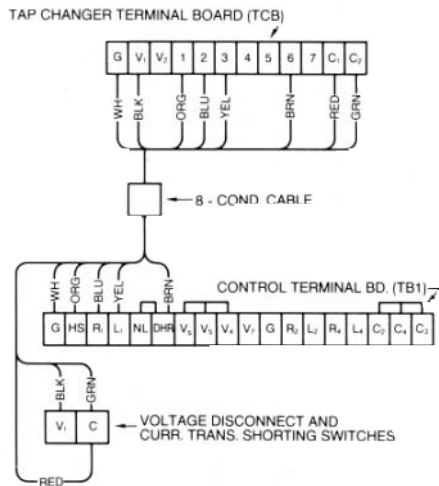 TAP CHANGER TERMINAL BOARD (TCB)
G V₁ V₂ 1 2 3 4 5 6 7 C₁ C₂
WH BLK ORG BLU YEL BRN RED GRN
8 - COND. CABLE
CONTROL TERMINAL BD. (TB1)
WH ORG BLU YEL BRN
G HS R₁ L₁ NL DHR V₆ V₅ V₄ V₇ G R₂ L₂ R₄ L₄ C₂ C₄ C₃
BLK GRN
V₁ C
VOLTAGE DISCONNECT AND
CURR. TRANS. SHORTING SWITCHES
RED